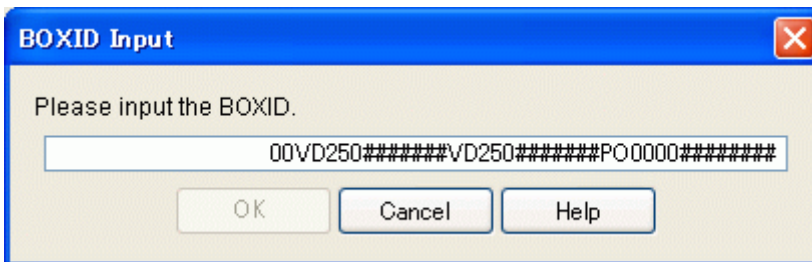 BOXID Input
Please input the BOXID.
00VD250#######VD250#######PO0000########
OK Cancel Help